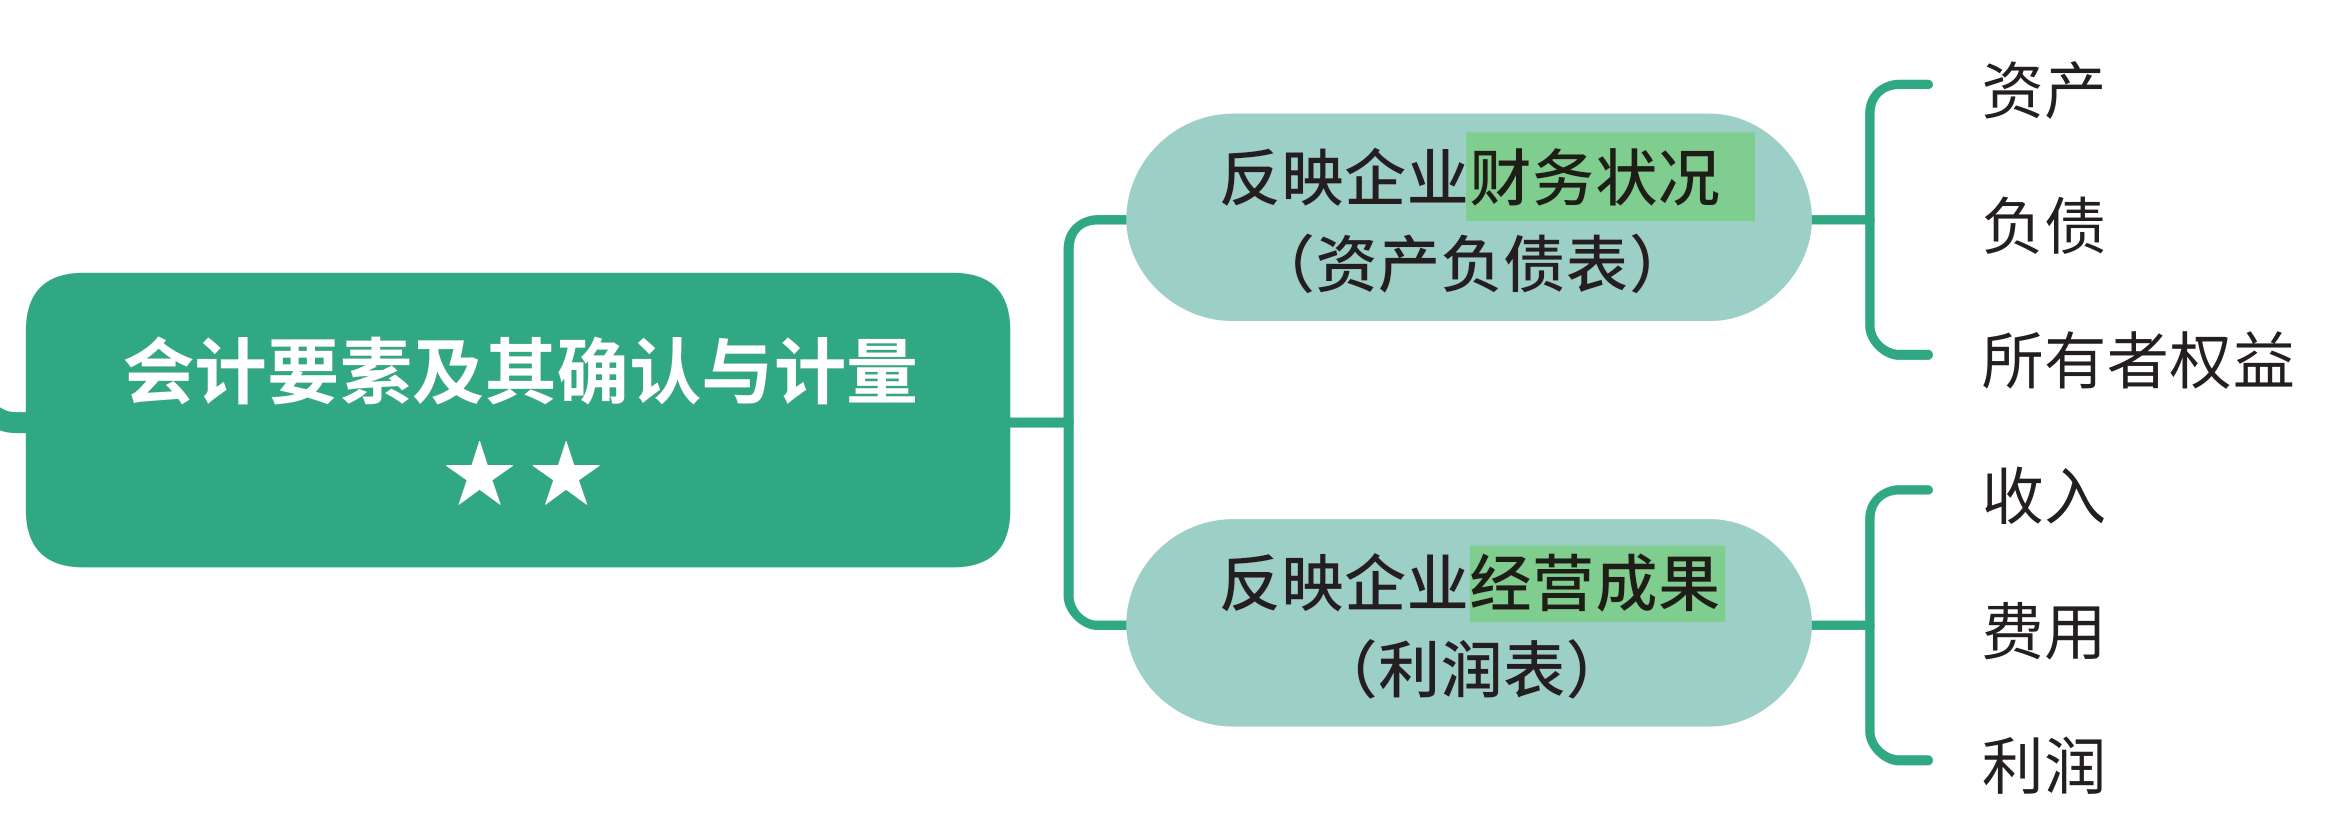 会计要素及其确认与计量
★★
反映企业财务状况
（资产负债表）
资产
负债
所有者权益
反映企业经营成果
（利润表）
收入
费用
利润